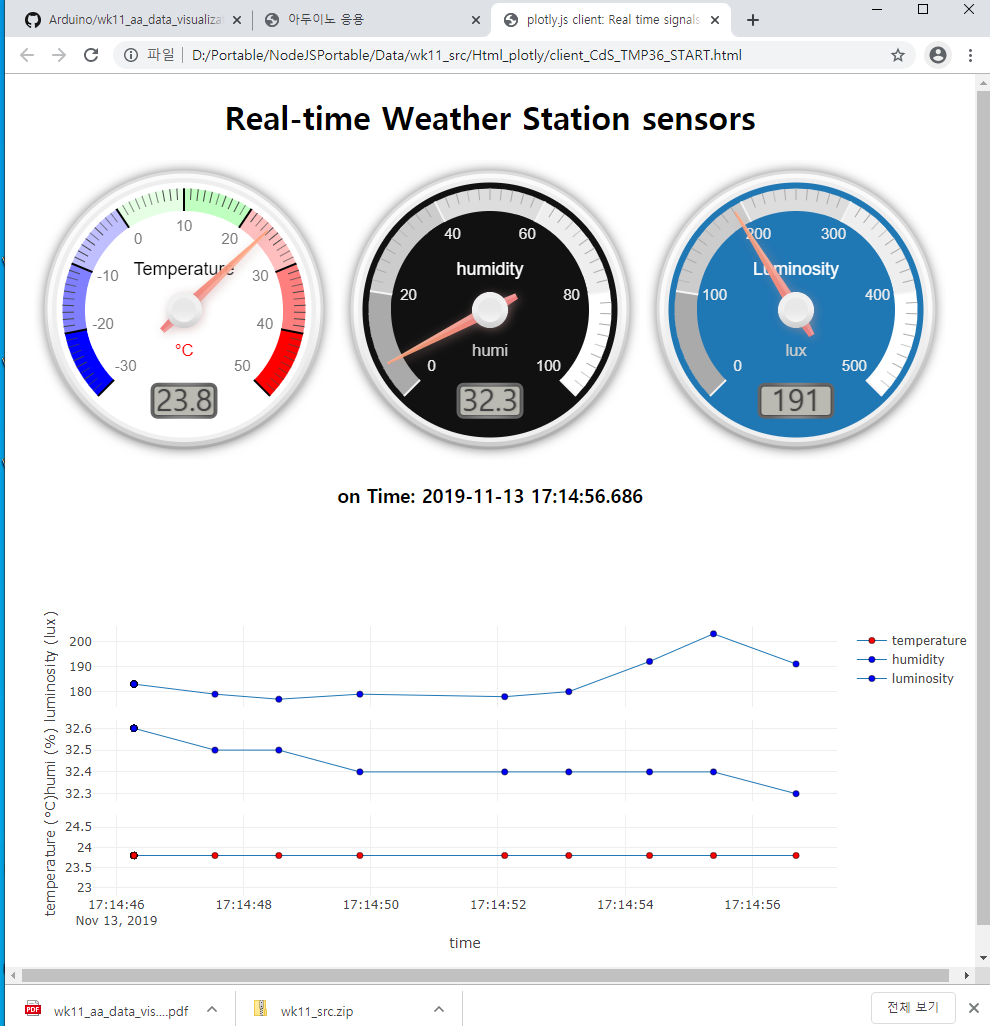 Arduino/wk11_aa_data_visualiza
아두이노 응용
plotly.js client: Real time signals
파일
D:/Portable/NodeJSPortable/Data/wk11_src/Html_plotly/client_CdS_TMP36_START.html
Real-time Weather Station sensors
-30 -20 -10 0 10 20 30 40 50
Temperature
°C
23.8
0 20 40 60 80 100
humidity
humi
32.3
0 100 200 300 400 500
Luminosity
lux
191
on Time: 2019-11-13 17:14:56.686
luminosity (lux)
200
190
180
humi (%)
32.6
32.5
32.4
32.3
temperature (°C)
24.5
24
23.5
23
17:14:46 17:14:48 17:14:50 17:14:52 17:14:54 17:14:56
Nov 13, 2019
time
temperature
humidity
luminosity
PDF
wk11_aa_data_vis....pdf
wk11_src.zip
전체 보기